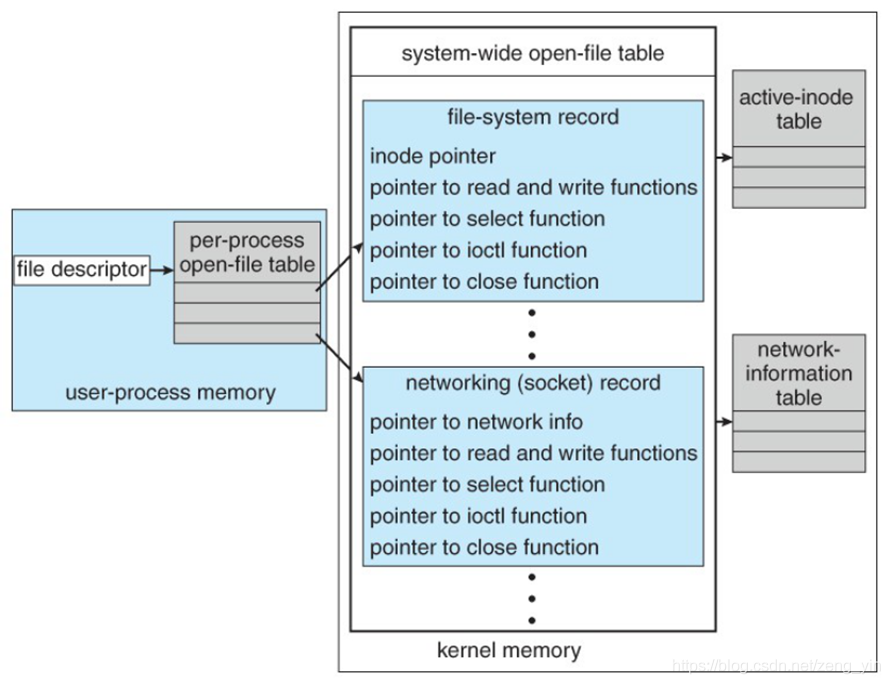 system-wide open-file table
file-system record
inode pointer
pointer to read and write functions
pointer to select function
pointer to ioctl function
pointer to close function
active-inode
table
file descriptor
per-process
open-file table
user-process memory
networking (socket) record
pointer to network info
pointer to read and write functions
pointer to select function
pointer to ioctl function
pointer to close function
network-
information
table
kernel memory
https://blog.csdn.net/zang_yin